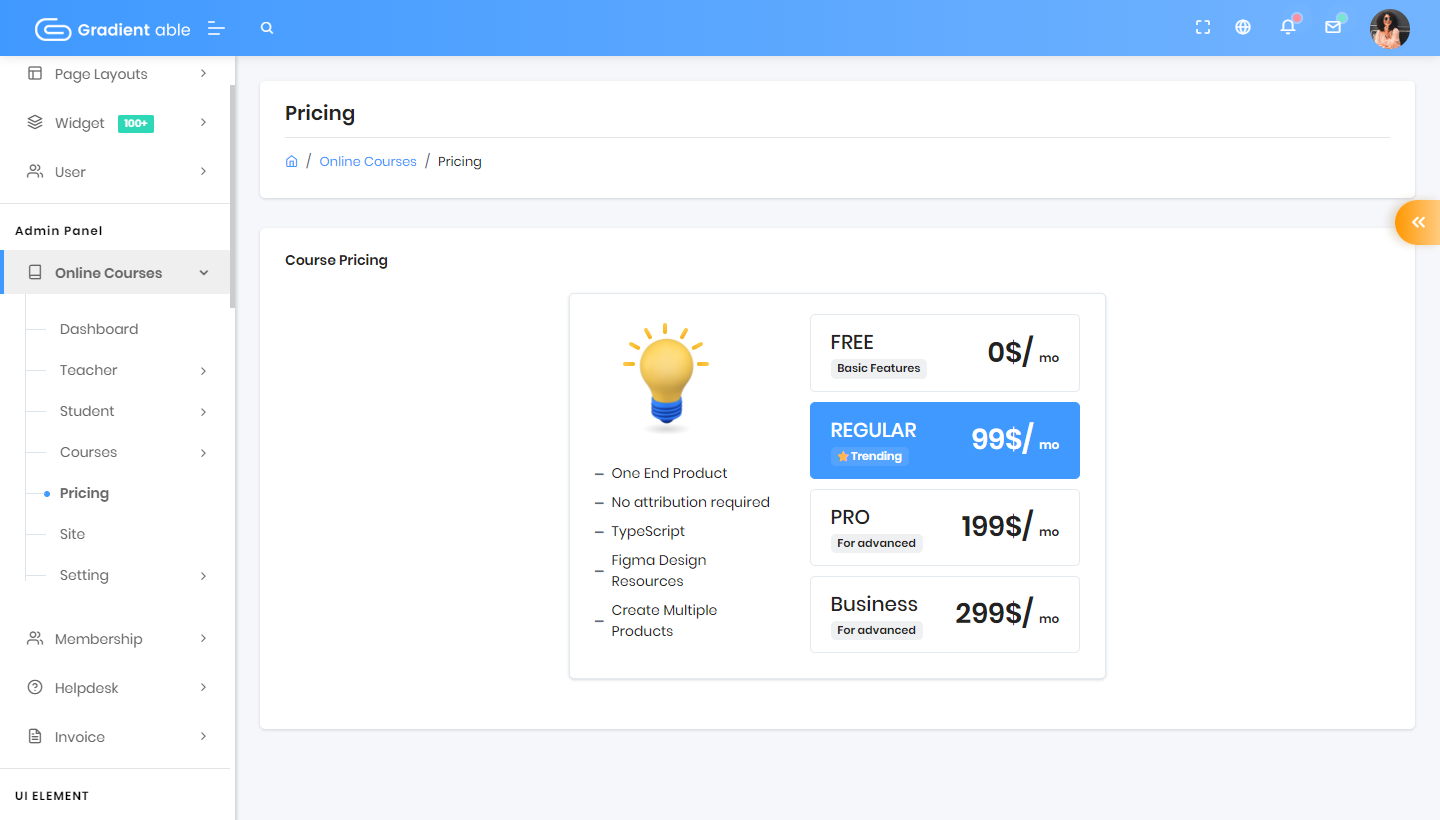 Gradient able
Page Layouts
Widget 100+
User
Admin Panel
Online Courses
Dashboard
Teacher
Student
Courses
Pricing
Site
Setting
Membership
Helpdesk
Invoice
UI ELEMENT
Pricing
/ Online Courses / Pricing
Course Pricing
One End Product
No attribution required
TypeScript
Figma Design
Resources
Create Multiple
Products
FREE
Basic Features
0$/ mo
REGULAR
Trending
99$/ mo
PRO
For advanced
199$/ mo
Business
For advanced
299$/ mo